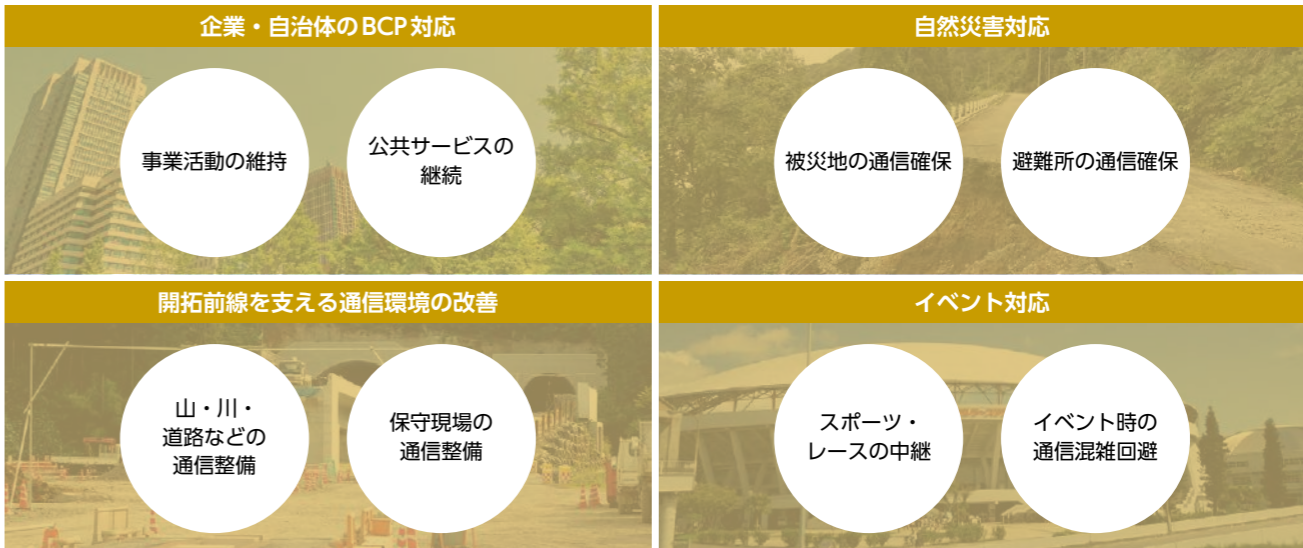 企業・自治体のBCP対応
事業活動の維持
公共サービスの
継続
自然災害対応
被災地の通信確保
避難所の通信確保
開拓前線を支える通信環境の改善
山・川・
道路などの
通信整備
保守現場の
通信整備
イベント対応
スポーツ・
レースの中継
イベント時の
通信混雑回避